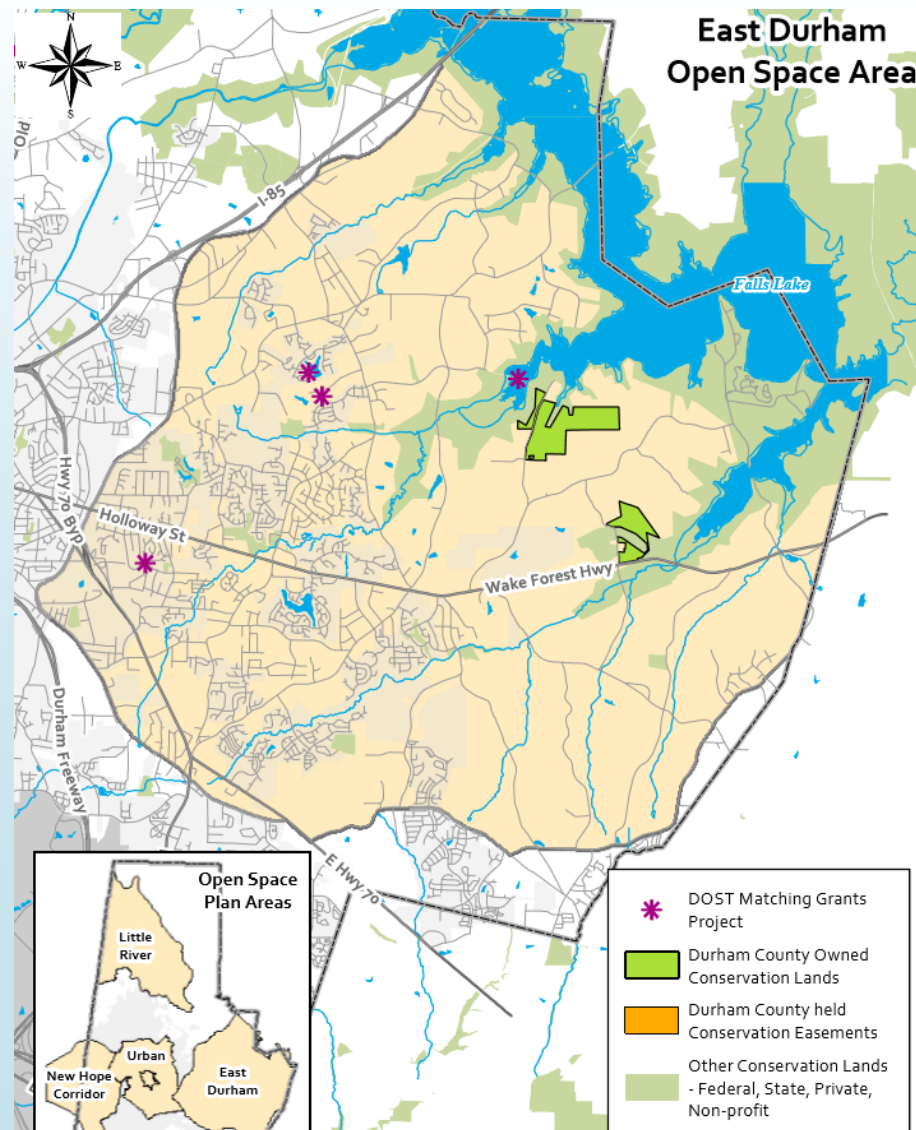 East Durham
Open Space Area
N
W
E
S
Old
I-85
Falls Lake
Hwy 70 Byp
Holloway St
Wake Forest Hwy
Durham Freeway
E Hwy 70
Open Space
Plan Areas
Little
River
Urban
New Hope
Corridor
East
Durham
DOST Matching Grants
Project
Durham County Owned
Conservation Lands
Durham County held
Conservation Easements
Other Conservation Lands
- Federal, State, Private,
Non-profit